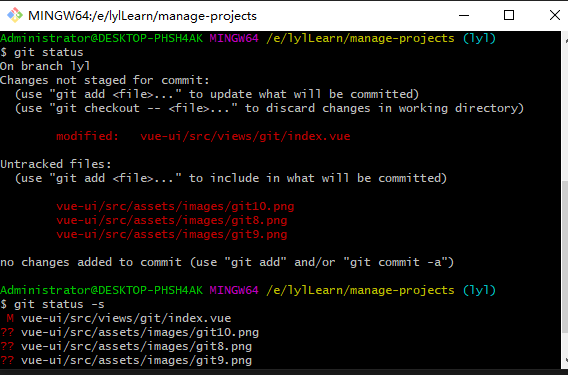 MINGW64:/e/lylLearn/manage-projects
Administrator@DESKTOP-PHSH4AK MINGW64 /e/lylLearn/manage-projects (lyl)
$ git status
On branch lyl
Changes not staged for commit:
  (use "git add <file>..." to update what will be committed)
  (use "git checkout -- <file>..." to discard changes in working directory)

        modified:   vue-ui/src/views/git/index.vue

Untracked files:
  (use "git add <file>..." to include in what will be committed)

        vue-ui/src/assets/images/git10.png
        vue-ui/src/assets/images/git8.png
        vue-ui/src/assets/images/git9.png

no changes added to commit (use "git add" and/or "git commit -a")

Administrator@DESKTOP-PHSH4AK MINGW64 /e/lylLearn/manage-projects (lyl)
$ git status -s
 M vue-ui/src/views/git/index.vue
?? vue-ui/src/assets/images/git10.png
?? vue-ui/src/assets/images/git8.png
?? vue-ui/src/assets/images/git9.png